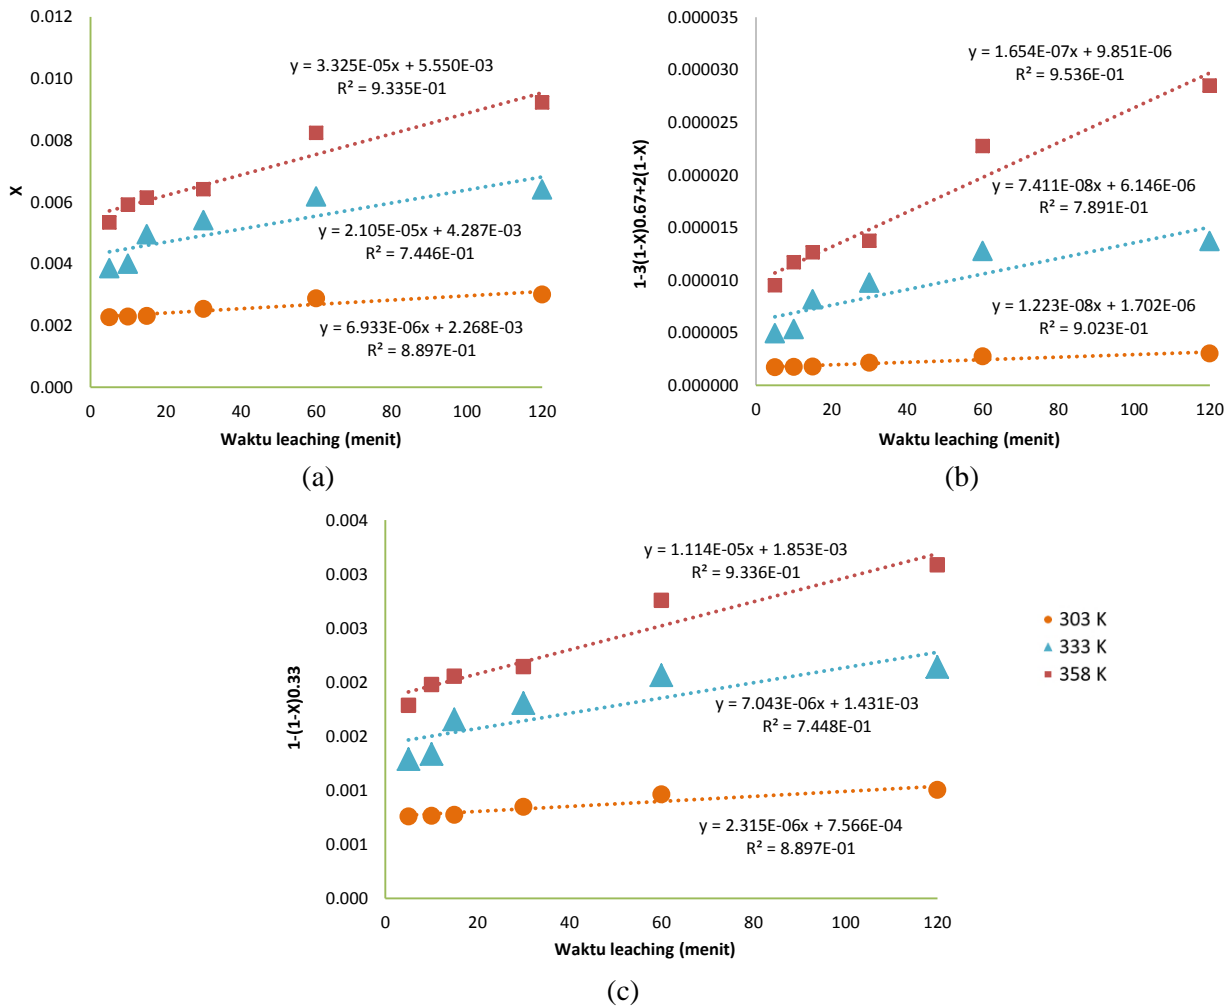 0.012
0.010
0.008
0.006
0.004
0.002
0.000
X
y = 3.325E-05x + 5.550E-03
R² = 9.335E-01
y = 2.105E-05x + 4.287E-03
R² = 7.446E-01
y = 6.933E-06x + 2.268E-03
R² = 8.897E-01
0 20 40 60 80 100 120
Waktu leaching (menit)
(a)
0.000035
0.000030
0.000025
0.000020
0.000015
0.000010
0.000005
0.000000
1-3(1-X)0.67+2(1-X)
y = 1.654E-07x + 9.851E-06
R² = 9.536E-01
y = 7.411E-08x + 6.146E-06
R² = 7.891E-01
y = 1.223E-08x + 1.702E-06
R² = 9.023E-01
0 20 40 60 80 100 120
Waktu leaching (menit)
(b)
0.004
0.003
0.003
0.002
0.002
0.001
0.001
0.000
1-(1-X)0.33
y = 1.114E-05x + 1.853E-03
R² = 9.336E-01
y = 7.043E-06x + 1.431E-03
R² = 7.448E-01
y = 2.315E-06x + 7.566E-04
R² = 8.897E-01
0 20 40 60 80 100 120
Waktu leaching (menit)
303 K
333 K
358 K
(c)